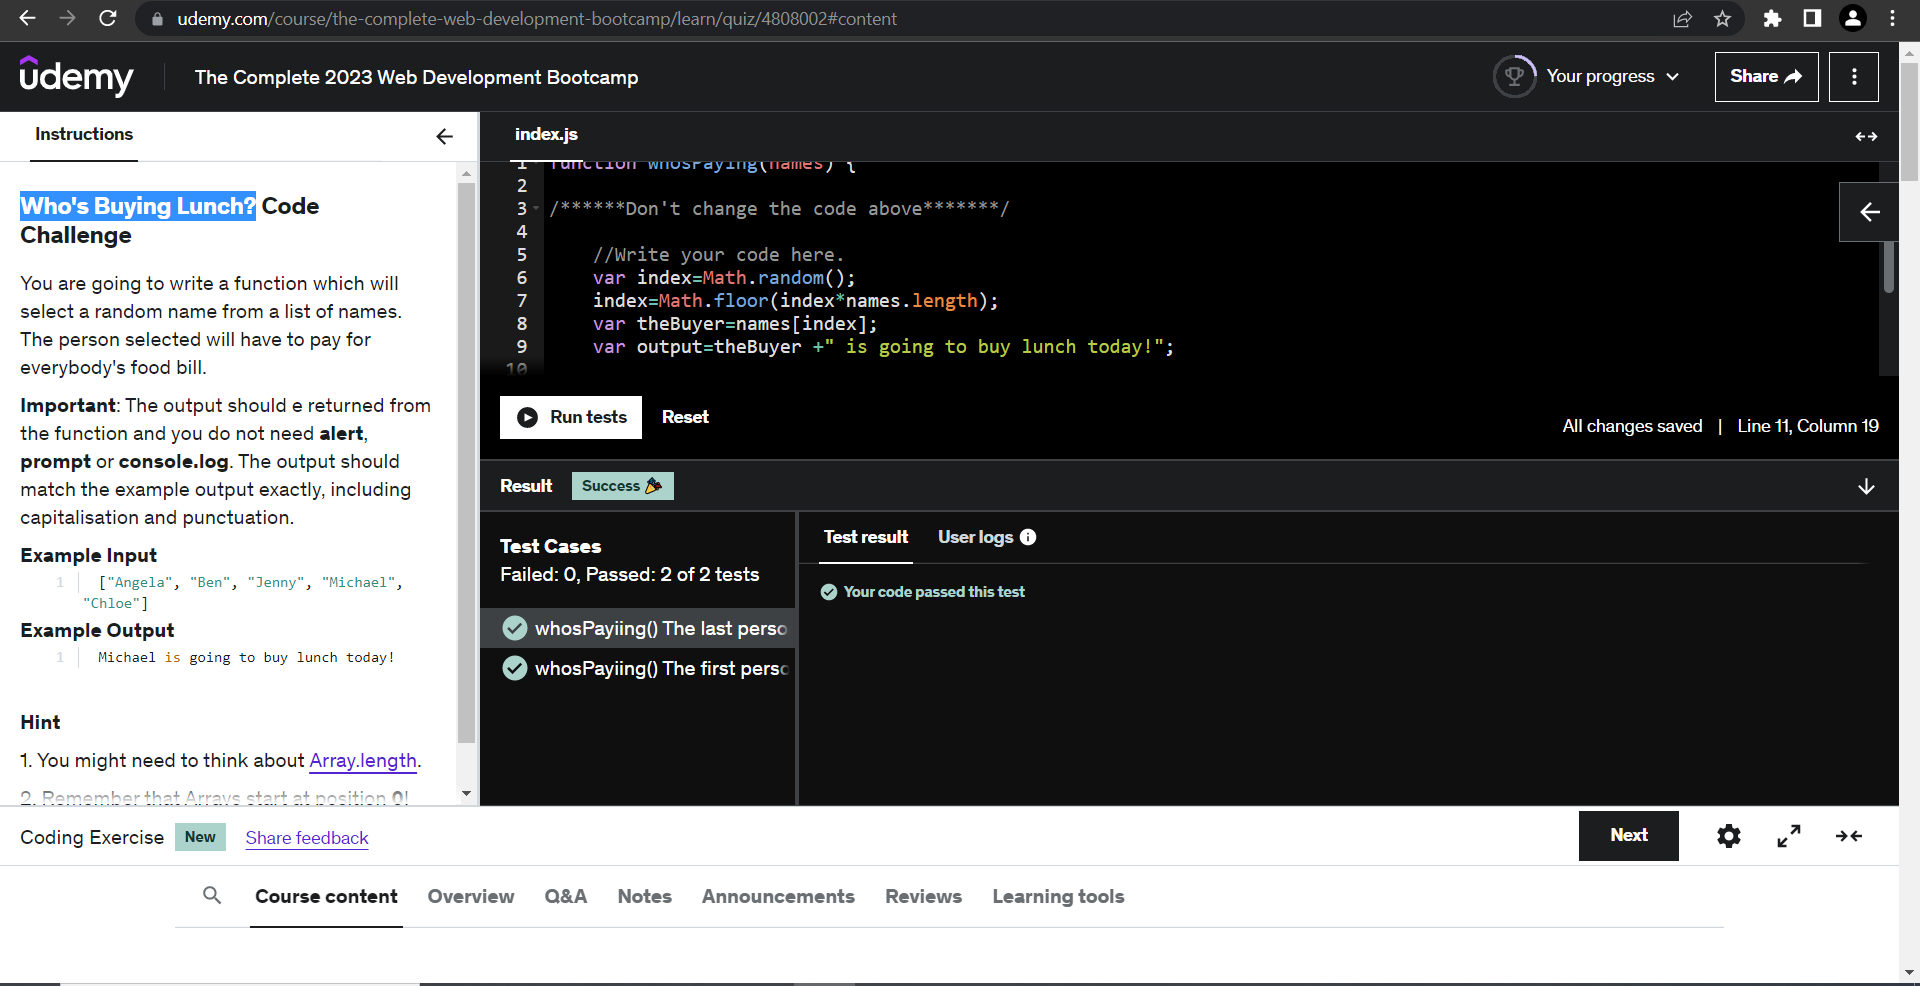 udemy.com/course/the-complete-web-development-bootcamp/learn/quiz/4808002#content
udemy
The Complete 2023 Web Development Bootcamp
Your progress
Share
Instructions
Who's Buying Lunch? Code
Challenge
You are going to write a function which will
select a random name from a list of names.
The person selected will have to pay for
everybody's food bill.
Important: The output should e returned from
the function and you do not need alert,
prompt or console.log. The output should
match the example output exactly, including
capitalisation and punctuation.
Example Input
1 ["Angela", "Ben", "Jenny", "Michael",
"Chloe"]
Example Output
1 Michael is going to buy lunch today!
Hint
1. You might need to think about Array.length.
2. Remember that Arrays start at position 0!
index.js
1 function whosPaying(names) {
2
3 /******Don't change the code above*******/
4
5 //Write your code here.
6 var index=Math.random();
7 index=Math.floor(index*names.length);
8 var theBuyer=names[index];
9 var output=theBuyer +" is going to buy lunch today!";
10
Run tests
Reset
All changes saved | Line 11, Column 19
Result
Success
Test Cases
Failed: 0, Passed: 2 of 2 tests
whosPayiing() The last perso
whosPayiing() The first perso
Test result
User logs
Your code passed this test
Coding Exercise
New
Share feedback
Next
Course content
Overview
Q&A
Notes
Announcements
Reviews
Learning tools